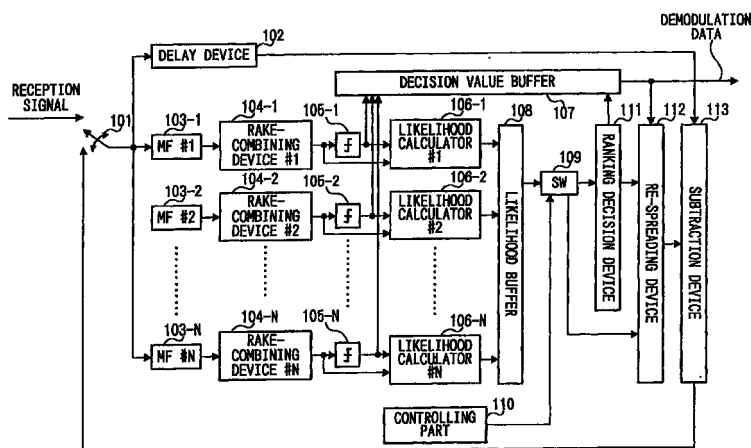 DEMODULATION
DATA
102
DELAY DEVICE
RECEPTION
SIGNAL
DECISION VALUE BUFFER
101
103-1
104-1
105-1
106-1
107
108
111
112
113
MF #1
RAKE-
COMBINING
DEVICE #1
LIKELIHOOD
CALCULATOR
#1
103-2
104-2
105-2
106-2
109
MF #2
RAKE-
COMBINING
DEVICE #2
LIKELIHOOD
CALCULATOR
#2
LIKELIHOOD BUFFER
SW
RANKING DECISION DEVICE
RE-SPREADING DEVICE
SUBTRACTION DEVICE
103-N
104-N
105-N
106-N
MF #N
RAKE-
COMBINING
DEVICE #N
LIKELIHOOD
CALCULATOR
#N
110
CONTROLLING
PART